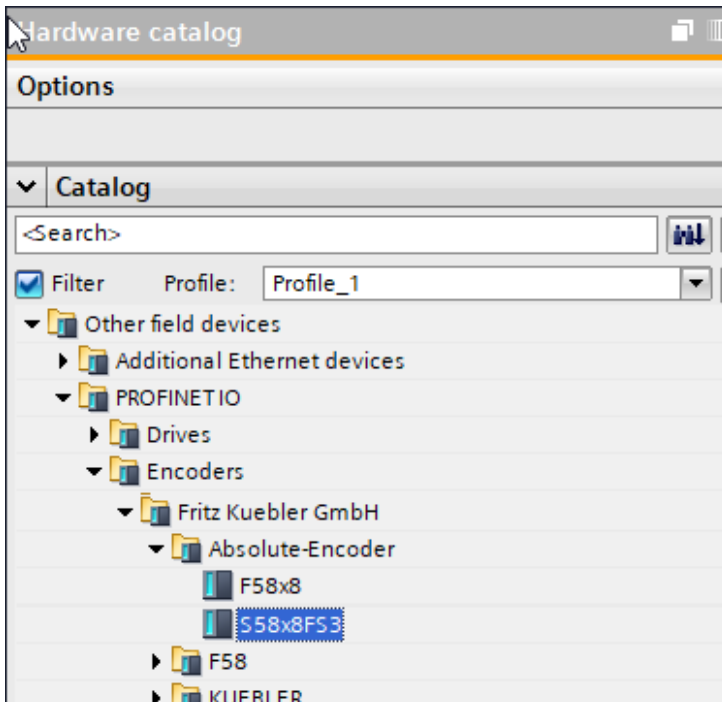 Hardware catalog
Options
Catalog
<Search>
Filter Profile: Profile_1
Other field devices
Additional Ethernet devices
PROFINET IO
Drives
Encoders
Fritz Kuebler GmbH
Absolute-Encoder
F58x8
S58x8FS3
F58
KUEBLER